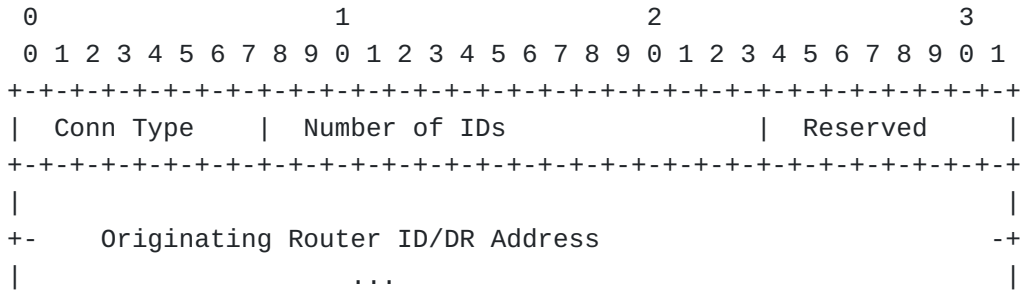 0                   1                   2                   3
 0 1 2 3 4 5 6 7 8 9 0 1 2 3 4 5 6 7 8 9 0 1 2 3 4 5 6 7 8 9 0 1
+-+-+-+-+-+-+-+-+-+-+-+-+-+-+-+-+-+-+-+-+-+-+-+-+-+-+-+-+-+-+-+-+
|  Conn Type    |  Number of IDs                |  Reserved     |
+-+-+-+-+-+-+-+-+-+-+-+-+-+-+-+-+-+-+-+-+-+-+-+-+-+-+-+-+-+-+-+-+
|                                                               |
+-    Originating Router ID/DR Address                         -+
|                     ...                                       |